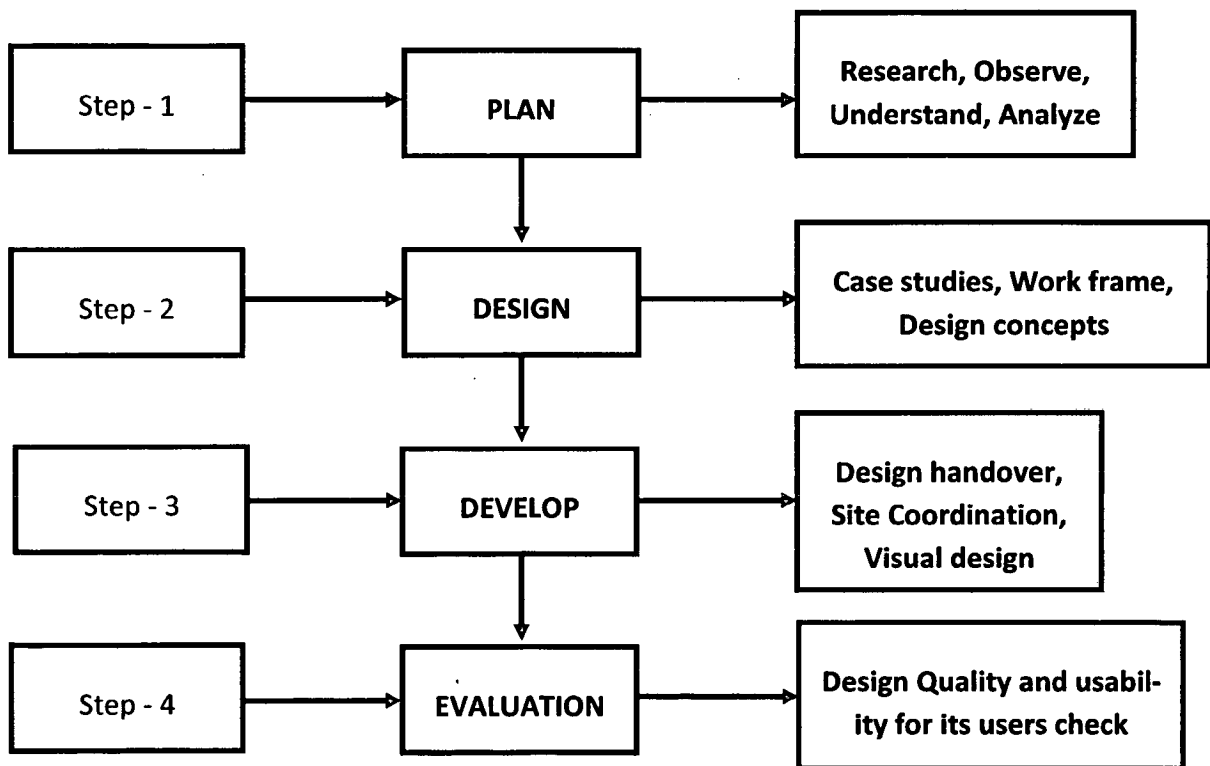 Step - 1
PLAN
Research, Observe,
Understand, Analyze
Step - 2
DESIGN
Case studies, Work frame,
Design concepts
Step - 3
DEVELOP
Design handover,
Site Coordination,
Visual design
Step - 4
EVALUATION
Design Quality and usabil-
ity for its users check